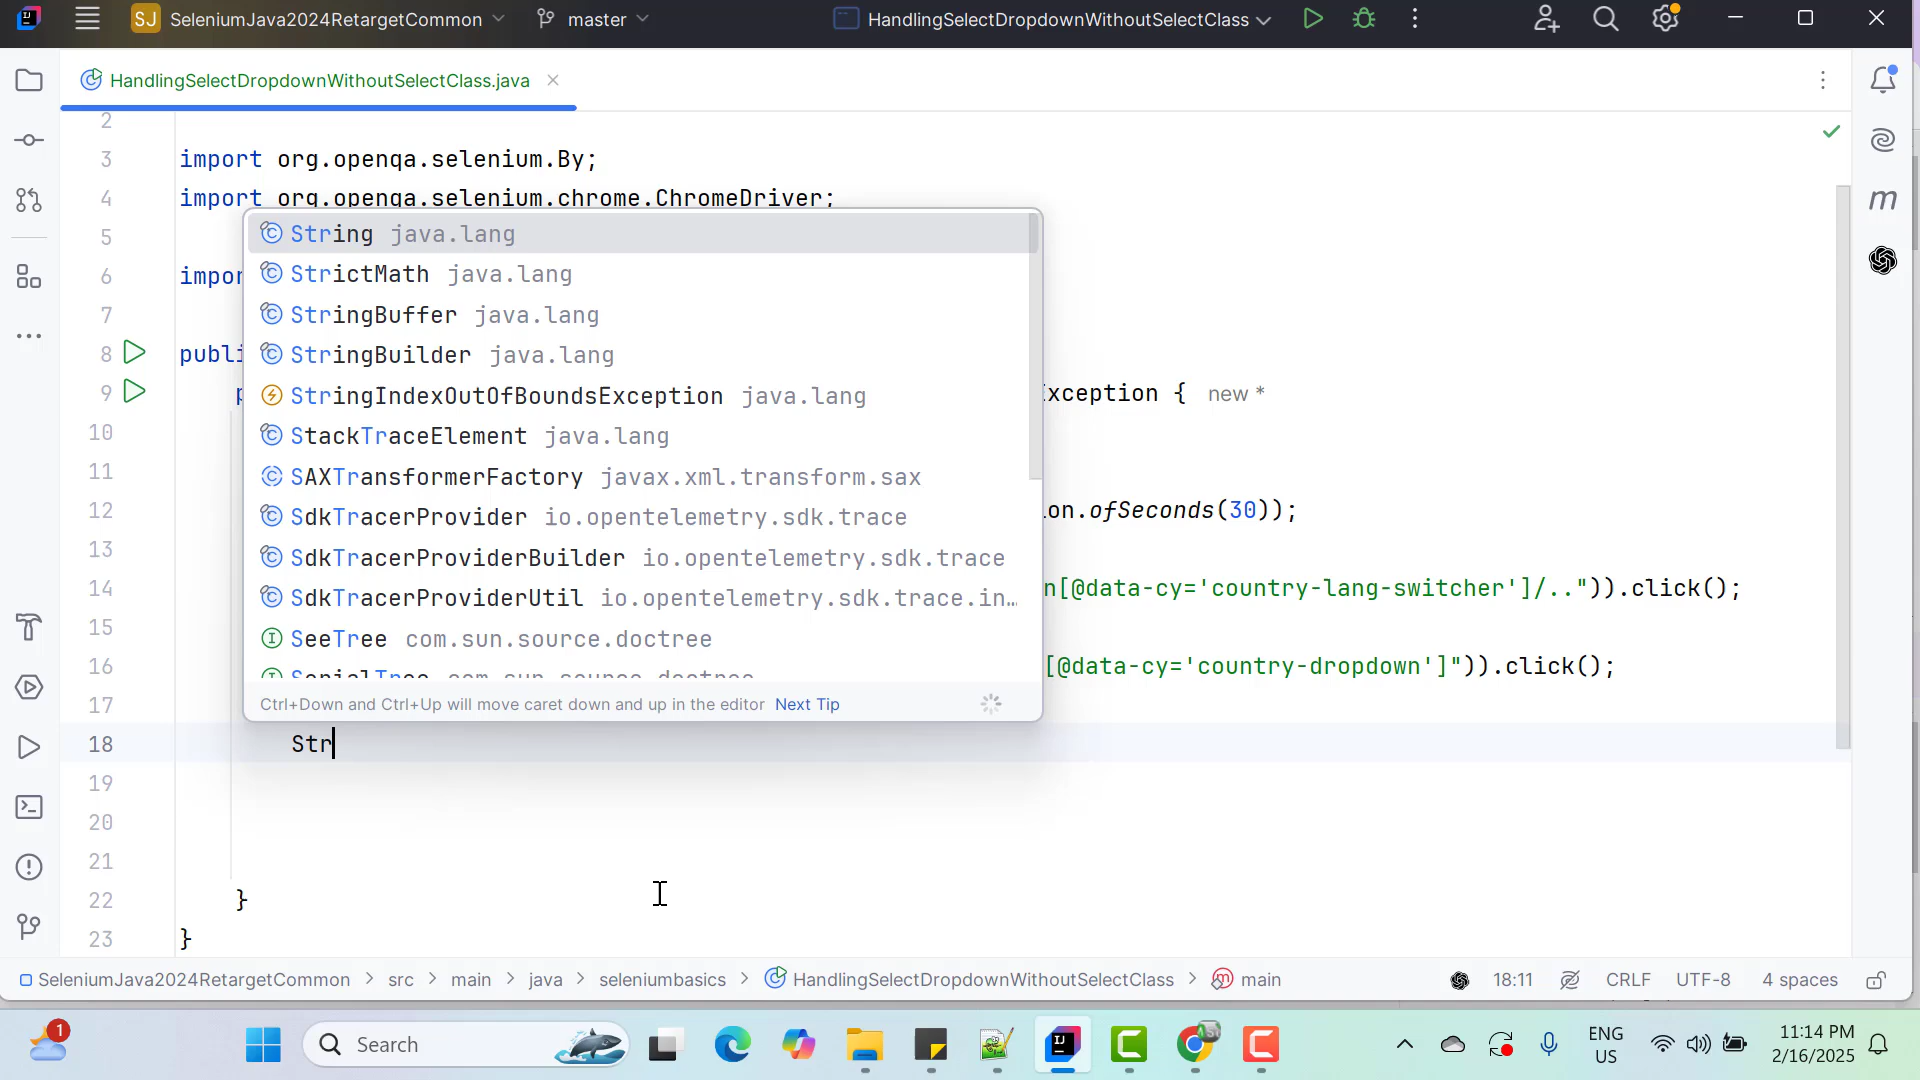 SJ SeleniumJava2024RetargetCommon master HandlingSelectDropdownWithoutSelectClass
HandlingSelectDropdownWithoutSelectClass.java
2
3 import org.openqa.selenium.By;
4 import org.openqa.selenium.chrome.ChromeDriver;
5
6 impor
7
8 publi
9 xception { new *
10
11
12 on.ofSeconds(30));
13
14 n[@data-cy='country-lang-switcher']/..")).click();
15
16 [@data-cy='country-dropdown']")).click();
17
18 Str
19
20
21
22 }
23 }
String java.lang
StrictMath java.lang
StringBuffer java.lang
StringBuilder java.lang
StringIndexOutOfBoundsException java.lang
StackTraceElement java.lang
SAXTransformerFactory javax.xml.transform.sax
SdkTracerProvider io.opentelemetry.sdk.trace
SdkTracerProviderBuilder io.opentelemetry.sdk.trace
SdkTracerProviderUtil io.opentelemetry.sdk.trace.in…
SeeTree com.sun.source.doctree
SerialTree com.sun.source.doctree
Ctrl+Down and Ctrl+Up will move caret down and up in the editor Next Tip
SeleniumJava2024RetargetCommon > src > main > java > seleniumbasics > HandlingSelectDropdownWithoutSelectClass > main 18:11 CRLF UTF-8 4 spaces
1 Search ENG US 11:14 PM 2/16/2025